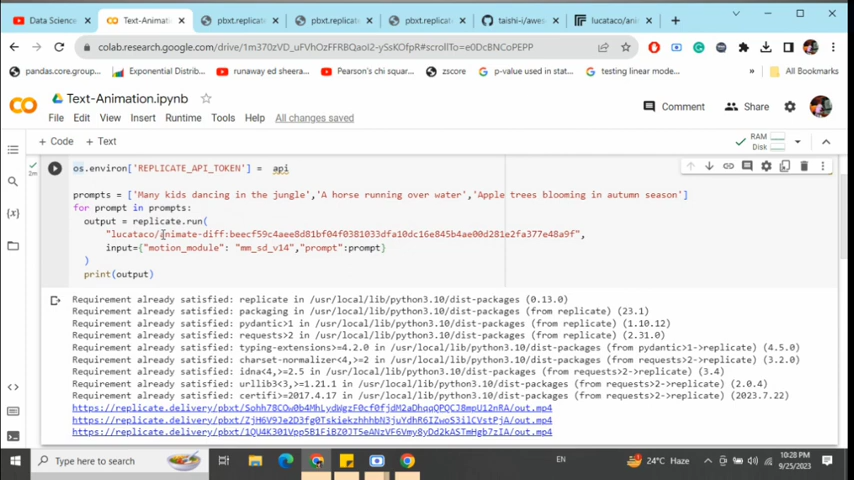 Data Science
Text-Animation
pbxt.replicate
pbxt.replicate
pbxt.replicate
taishi-i/awes
lucataco/ani
colab.research.google.com/drive/1m370zVD_uFVhOzFFRBQaoI2-ySsKOfpR#scrollTo=e0DcBNCOPEPP
pandas.core.group...
Exponential Distrib...
runaway ed sheera...
Pearson's chi squar...
zscore
p-value used in stat...
testing linear mode...
All Bookmarks
Text-Animation.ipynb
File Edit View Insert Runtime Tools Help All changes saved
Comment
Share
+ Code + Text
RAM
Disk
2m
os.environ['REPLICATE_API_TOKEN'] = api
prompts = ['Many kids dancing in the jungle','A horse running over water','Apple trees blooming in autumn season']
for prompt in prompts:
output = replicate.run(
"lucataco/animate-diff:beecf59c4aee8d81bf04f0381033dfa10dc16e845b4ae00d281e2fa377e48a9f",
input={"motion_module": "mm_sd_v14","prompt":prompt}
)
print(output)
Requirement already satisfied: replicate in /usr/local/lib/python3.10/dist-packages (0.13.0)
Requirement already satisfied: packaging in /usr/local/lib/python3.10/dist-packages (from replicate) (23.1)
Requirement already satisfied: pydantic>1 in /usr/local/lib/python3.10/dist-packages (from replicate) (1.10.12)
Requirement already satisfied: requests>2 in /usr/local/lib/python3.10/dist-packages (from replicate) (2.31.0)
Requirement already satisfied: typing-extensions>=4.2.0 in /usr/local/lib/python3.10/dist-packages (from pydantic>1->replicate) (4.5.0)
Requirement already satisfied: charset-normalizer<4,>=2 in /usr/local/lib/python3.10/dist-packages (from requests>2->replicate) (3.2.0)
Requirement already satisfied: idna<4,>=2.5 in /usr/local/lib/python3.10/dist-packages (from requests>2->replicate) (3.4)
Requirement already satisfied: urllib3<3,>=1.21.1 in /usr/local/lib/python3.10/dist-packages (from requests>2->replicate) (2.0.4)
Requirement already satisfied: certifi>=2017.4.17 in /usr/local/lib/python3.10/dist-packages (from requests>2->replicate) (2023.7.22)
Type here to search
EN
24°C Haze
10:28 PM
9/25/2023